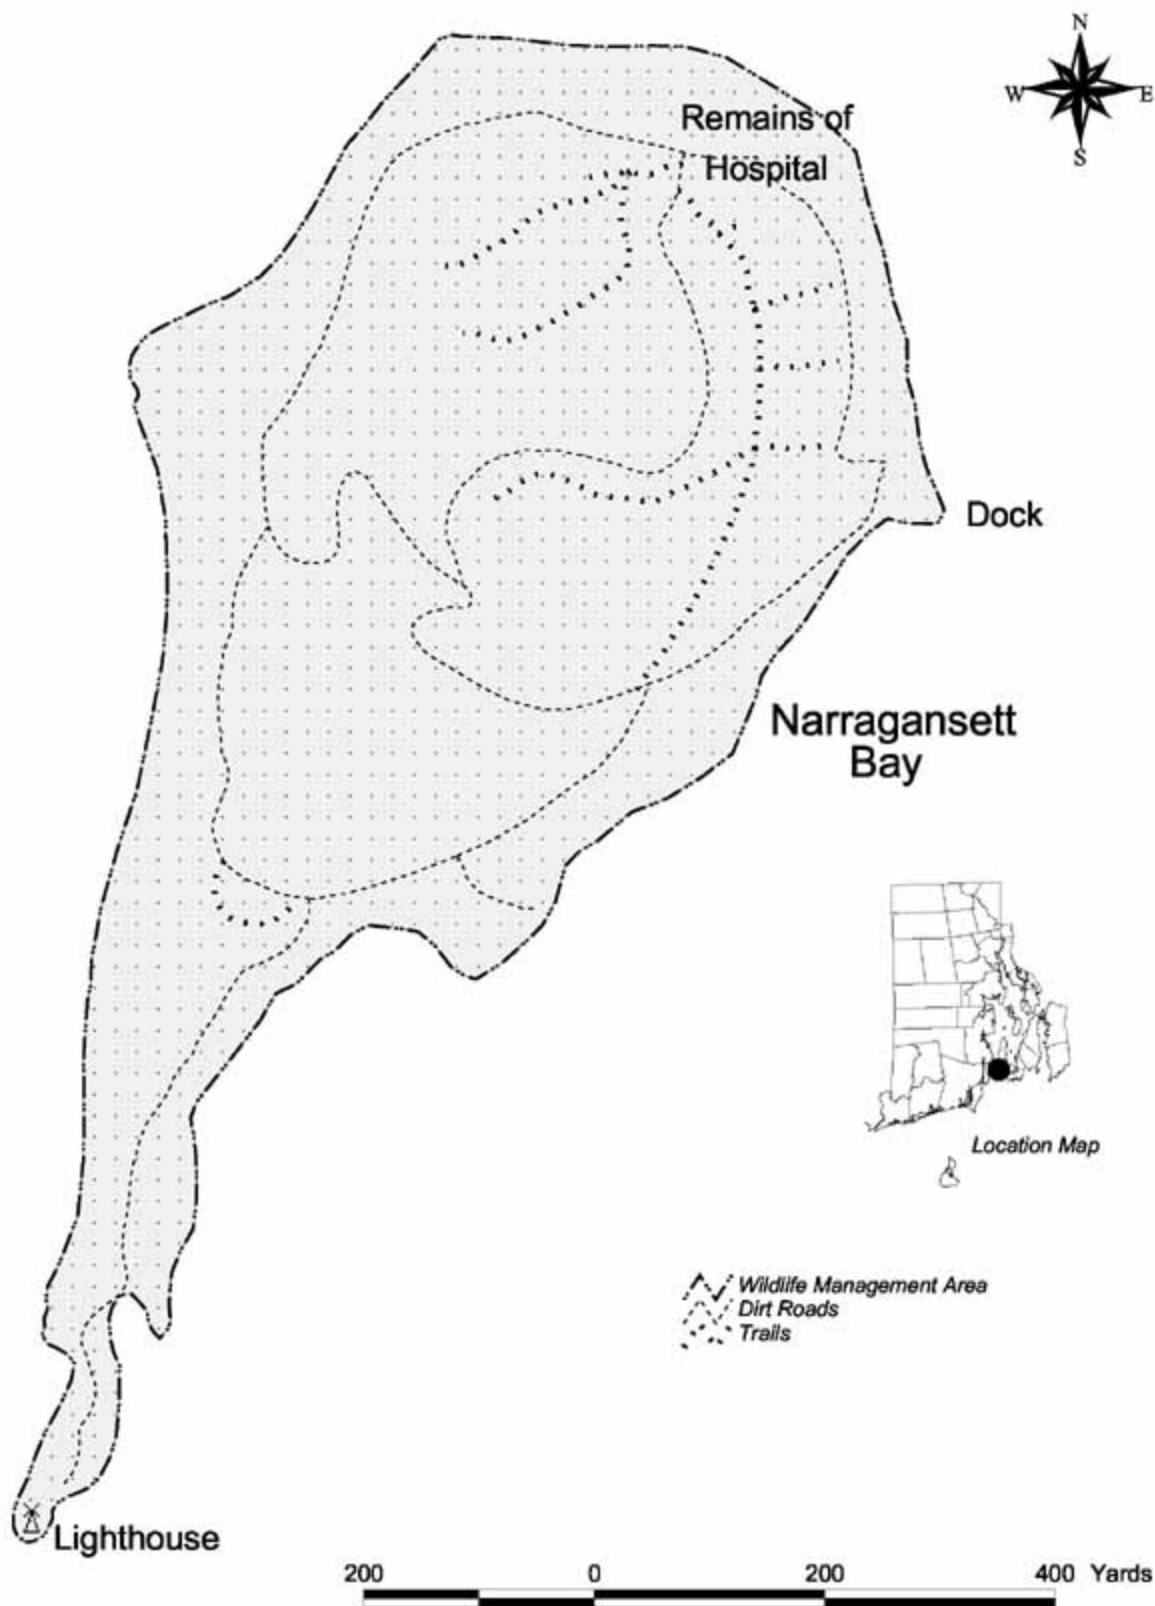 N
W E
S
Remains of
Hospital
Dock
Narragansett
Bay
Location Map
Wildlife Management Area
Dirt Roads
Trails
Lighthouse
200 0 200 400 Yards